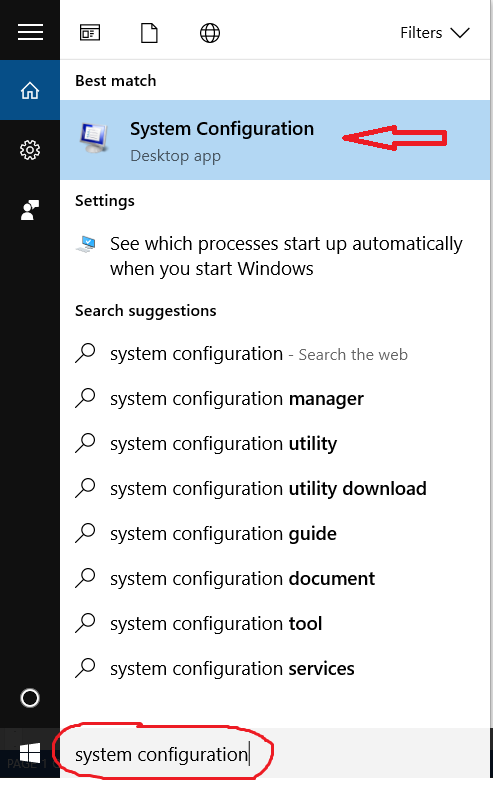 Filters
Best match
System Configuration
Desktop app
Settings
See which processes start up automatically
when you start Windows
Search suggestions
system configuration - Search the web
system configuration manager
system configuration utility
system configuration utility download
system configuration guide
system configuration document
system configuration tool
system configuration services
system configuration
PAGE 1